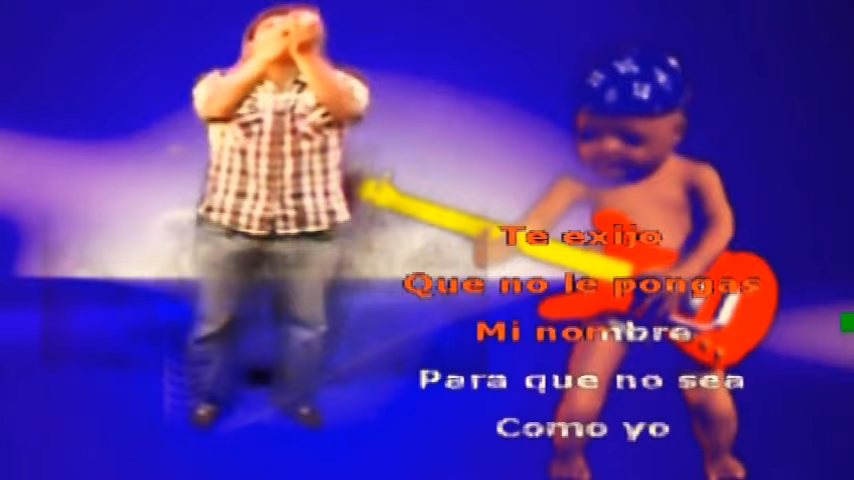 Te exijo
Que no le pongas
Mi nombre
Para que no sea
Como yo